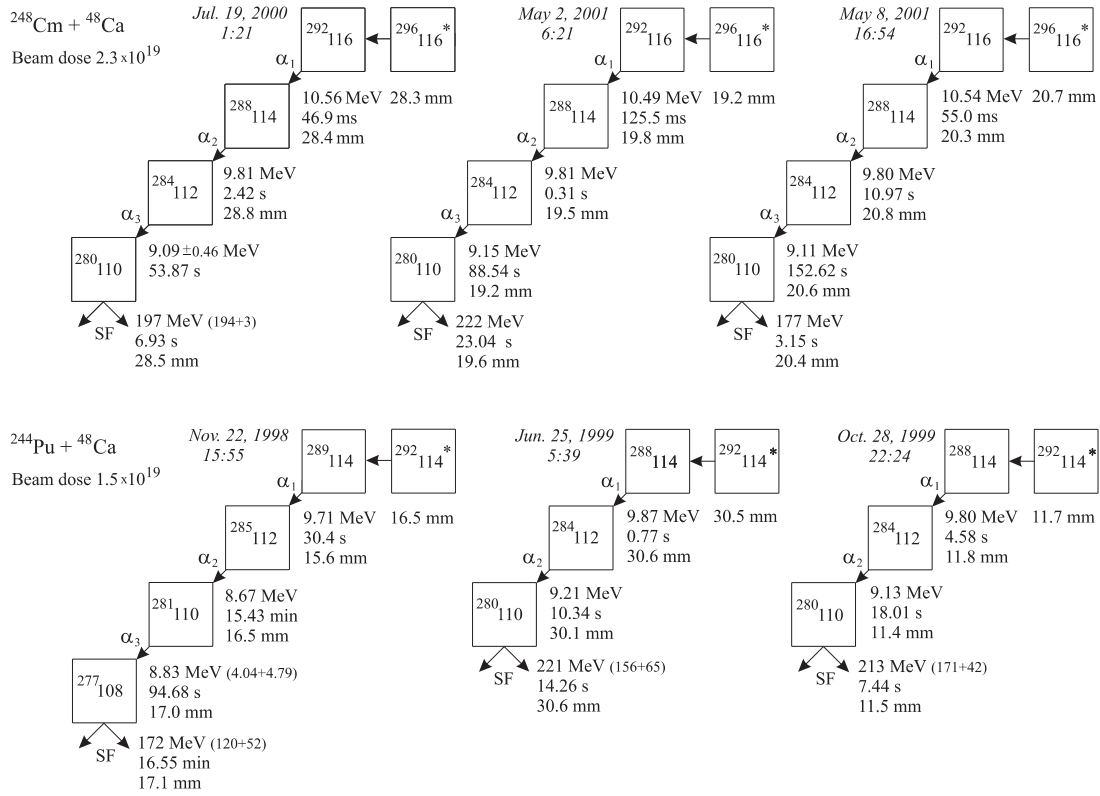 ²⁴⁸Cm + ⁴⁸Ca
Beam dose 2.3 x10¹⁹
Jul. 19, 2000
1:21
²⁹²116
²⁹⁶116*
α₁
28.3 mm
²⁸⁸114
10.56 MeV
46.9 ms
28.4 mm
α₂
²⁸⁴112
9.81 MeV
2.42 s
28.8 mm
α₃
²⁸⁰110
9.09 ±0.46 MeV
53.87 s
SF
197 MeV (194+3)
6.93 s
28.5 mm
May 2, 2001
6:21
²⁹²116
²⁹⁶116*
α₁
19.2 mm
²⁸⁸114
10.49 MeV
125.5 ms
19.8 mm
α₂
²⁸⁴112
9.81 MeV
0.31 s
19.5 mm
α₃
²⁸⁰110
9.15 MeV
88.54 s
19.2 mm
SF
222 MeV
23.04 s
19.6 mm
May 8, 2001
16:54
²⁹²116
²⁹⁶116*
α₁
20.7 mm
²⁸⁸114
10.54 MeV
55.0 ms
20.3 mm
α₂
²⁸⁴112
9.80 MeV
10.97 s
20.8 mm
α₃
²⁸⁰110
9.11 MeV
152.62 s
20.6 mm
SF
177 MeV
3.15 s
20.4 mm
²⁴⁴Pu + ⁴⁸Ca
Beam dose 1.5 x10¹⁹
Nov. 22, 1998
15:55
²⁸⁹114
²⁹²114*
α₁
16.5 mm
²⁸⁵112
9.71 MeV
30.4 s
15.6 mm
α₂
²⁸¹110
8.67 MeV
15.43 min
16.5 mm
α₃
²⁷⁷108
8.83 MeV (4.04+4.79)
94.68 s
17.0 mm
SF
172 MeV (120+52)
16.55 min
17.1 mm
Jun. 25, 1999
5:39
²⁸⁸114
²⁹²114*
α₁
30.5 mm
²⁸⁴112
9.87 MeV
0.77 s
30.6 mm
α₂
²⁸⁰110
9.21 MeV
10.34 s
30.1 mm
SF
221 MeV (156+65)
14.26 s
30.6 mm
Oct. 28, 1999
22:24
²⁸⁸114
²⁹²114*
α₁
11.7 mm
²⁸⁴112
9.80 MeV
4.58 s
11.8 mm
α₂
²⁸⁰110
9.13 MeV
18.01 s
11.4 mm
SF
213 MeV (171+42)
7.44 s
11.5 mm